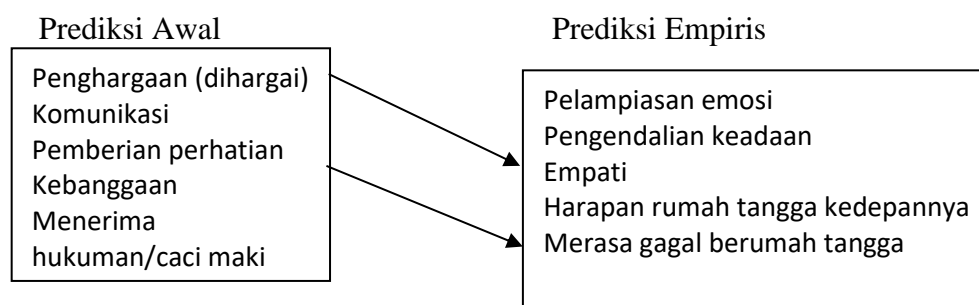 Prediksi Awal
Penghargaan (dihargai)
Komunikasi
Pemberian perhatian
Kebanggaan
Menerima
hukuman/caci maki
Prediksi Empiris
Pelampiasan emosi
Pengendalian keadaan
Empati
Harapan rumah tangga kedepannya
Merasa gagal berumah tangga